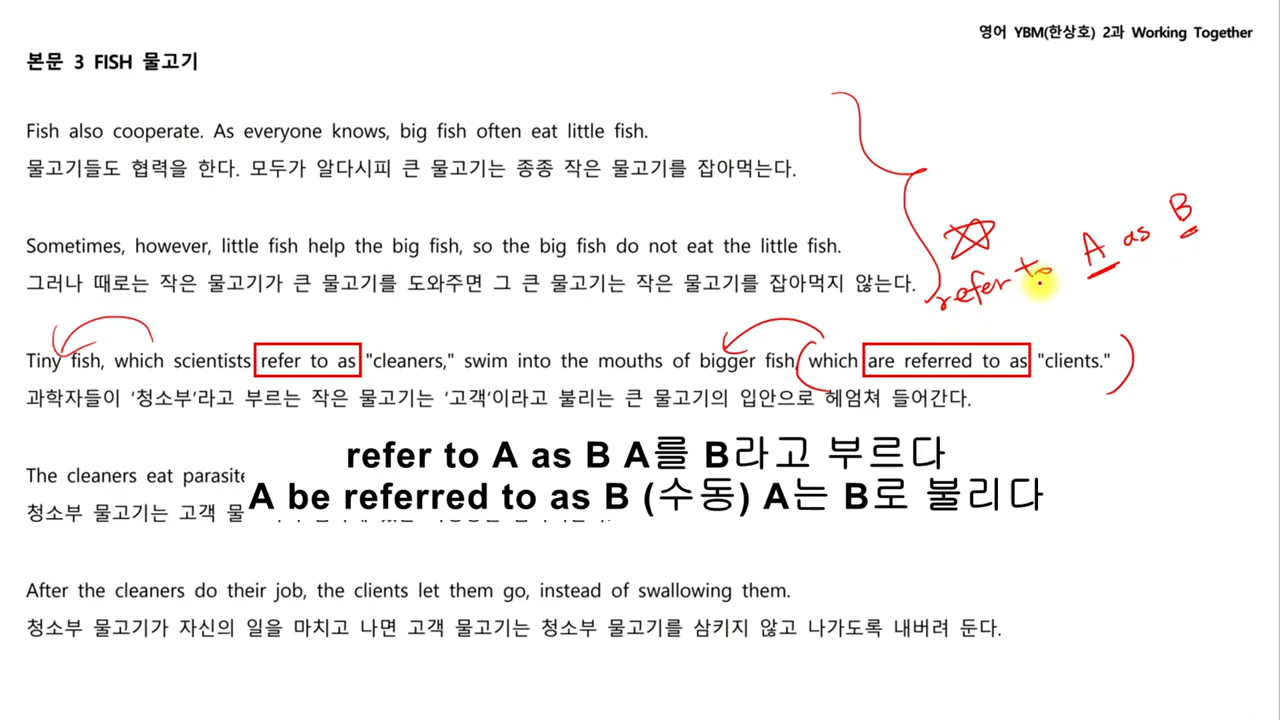 영어 YBM(한상호) 2과 Working Together
본문 3 FISH 물고기
Fish also cooperate. As everyone knows, big fish often eat little fish.
물고기들도 협력을 한다. 모두가 알다시피 큰 물고기는 종종 작은 물고기를 잡아먹는다.
Sometimes, however, little fish help the big fish, so the big fish do not eat the little fish.
그러나 때로는 작은 물고기가 큰 물고기를 도와주면 그 큰 물고기는 작은 물고기를 잡아먹지 않는다.
refer to A as B
Tiny fish, which scientists refer to as "cleaners," swim into the mouths of bigger fish, which are referred to as "clients."
과학자들이 ‘청소부’라고 부르는 작은 물고기는 ‘고객’이라고 불리는 큰 물고기의 입안으로 헤엄쳐 들어간다.
refer to A as B A를 B라고 부르다
A be referred to as B (수동) A는 B로 불리다
The cleaners eat
청소부 물고기는 고객
After the cleaners do their job, the clients let them go, instead of swallowing them.
청소부 물고기가 자신의 일을 마치고 나면 고객 물고기는 청소부 물고기를 삼키지 않고 나가도록 내버려 둔다.